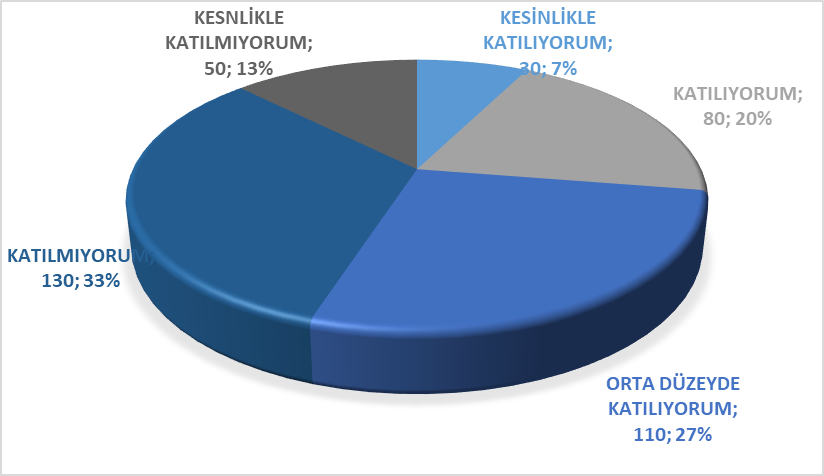 KESNLİKLE
KATILMIYORUM;
50; 13%
KESİNLİKLE
KATILIYORUM;
30; 7%
KATILIYORUM;
80; 20%
KATILMIYORUM;
130; 33%
ORTA DÜZEYDE
KATILIYORUM;
110; 27%